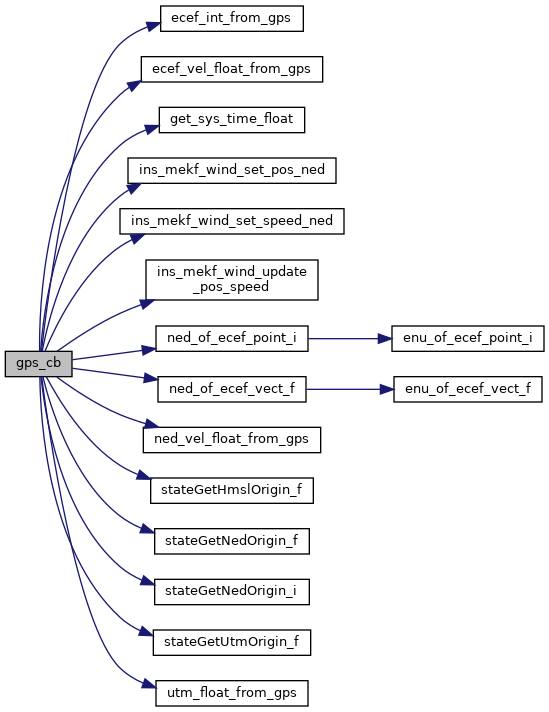 ecef_int_from_gps
ecef_vel_float_from_gps
get_sys_time_float
ins_mekf_wind_set_pos_ned
ins_mekf_wind_set_speed_ned
ins_mekf_wind_update
_pos_speed
ned_of_ecef_point_i
enu_of_ecef_point_i
gps_cb
ned_of_ecef_vect_f
enu_of_ecef_vect_f
ned_vel_float_from_gps
stateGetHmslOrigin_f
stateGetNedOrigin_f
stateGetNedOrigin_i
stateGetUtmOrigin_f
utm_float_from_gps